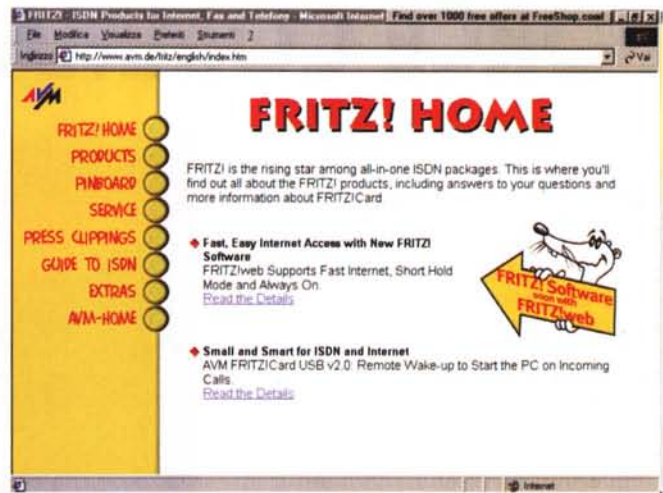 FRITZ! - ISDN Products for Internet, Fax and Telefony - Microsoft Internet Find over 1000 free offers at FreeShop.com!
File Modifica Visualizza Preferiti Strumenti ?
Indirizzo http://www.avm.de/fritz/english/index.htm Vai
AVM
FRITZ! HOME
PRODUCTS
PINBOARD
SERVICE
PRESS CLIPPINGS
GUIDE TO ISDN
EXTRAS
AVM-HOME
FRITZ! HOME
FRITZ! is the rising star among all-in-one ISDN packages. This is where you'll
find out all about the FRITZ! products, including answers to your questions and
more information about FRITZ!Card
Fast, Easy Internet Access with New FRITZ!
Software
FRITZ!web Supports Fast Internet, Short Hold
Mode and Always On.
Read the Details
FRITZ! Software
soon with
FRITZ!web
Small and Smart for ISDN and Internet
AVM FRITZ!Card USB v2.0: Remote Wake-up to Start the PC on Incoming
Calls.
Read the Details
Internet